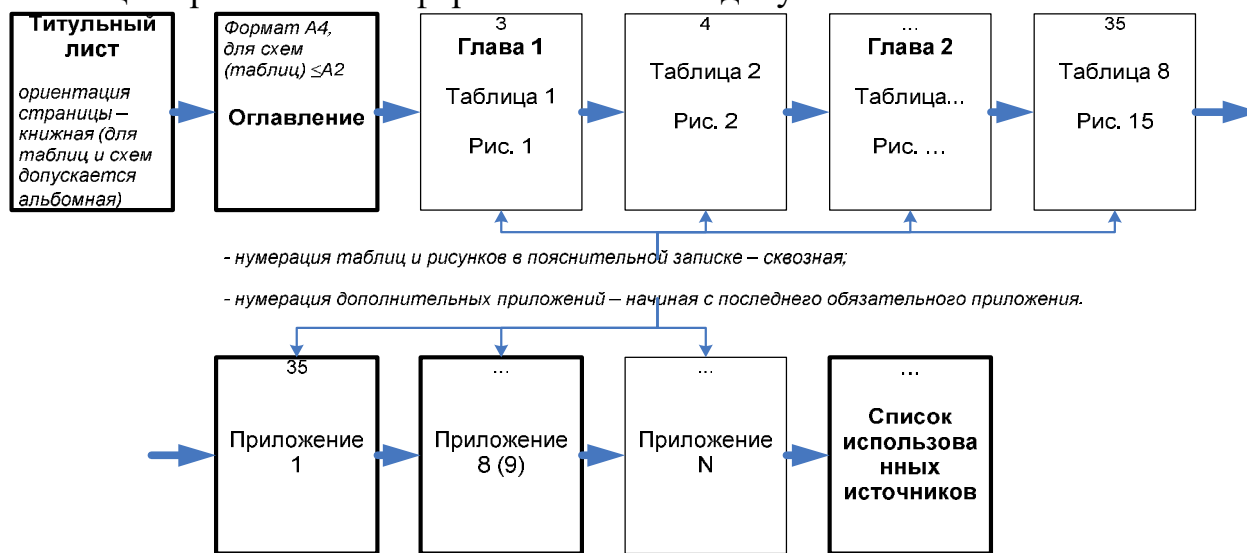 Титульный
лист
ориентация
страницы –
книжная (для
таблиц и схем
допускается
альбомная)
Формат А4,
для схем
(таблиц) ≤А2
Оглавление
3
Глава 1
Таблица 1
Рис. 1
4
Таблица 2
Рис. 2
...
Глава 2
Таблица...
Рис. ...
35
Таблица 8
Рис. 15
- нумерация таблиц и рисунков в пояснительной записке – сквозная;
- нумерация дополнительных приложений – начиная с последнего обязательного приложения.
35
Приложение
1
...
Приложение
8 (9)
...
Приложение
N
...
Список
использова
нных
источников